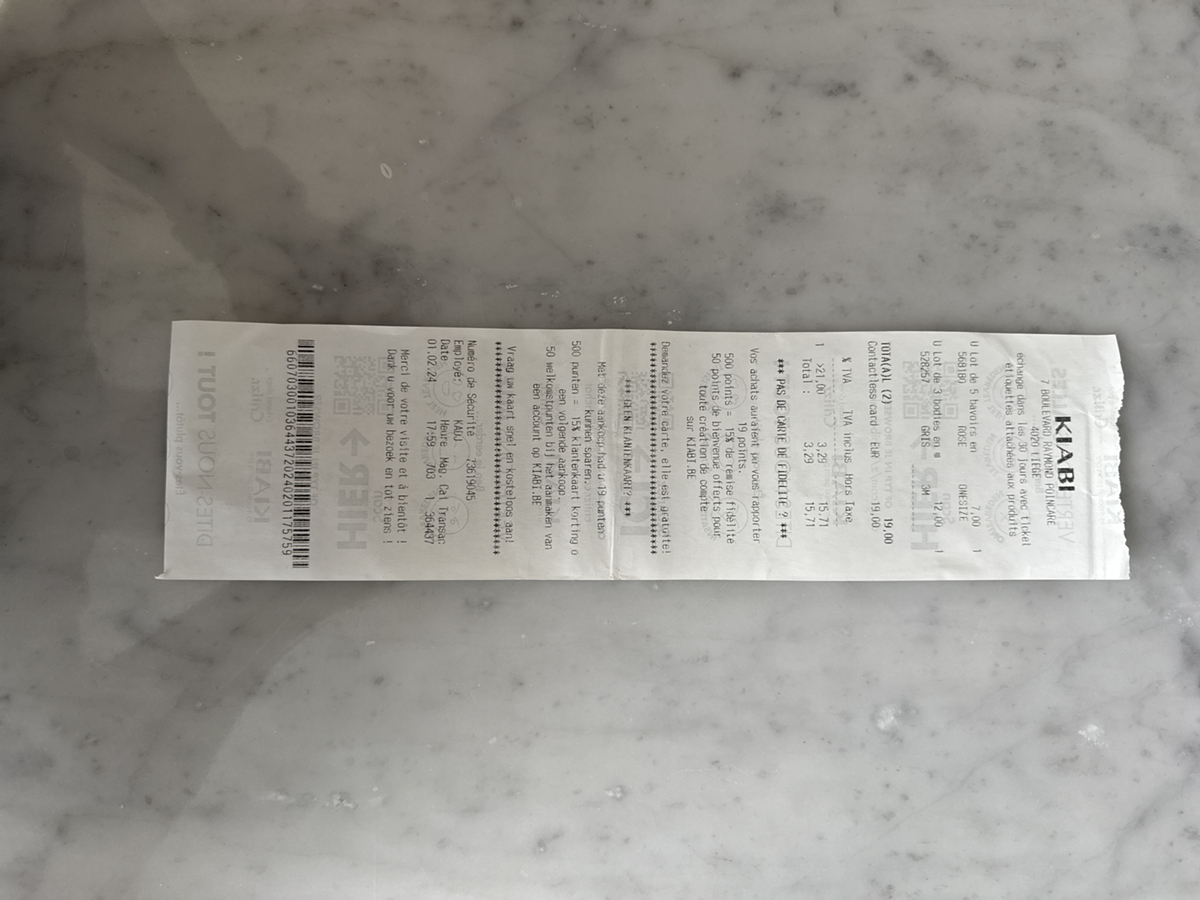 KIABI
7 BOULEVARD RAYMOND POINCARE
4020 LIEGE
échange dans les 30 jours avec ticket
étiquettes attachées aux produits
U Lot de 5 bavoirs en 7,00 1
568180 ROSE ONESIZE
U Lot de 3 bodies en m 12,00 1
528257 GRIS 3M
TOTA(A)L (2) 19,00
Contactless card EUR 19,00
% TVA TVA inclus Hors Taxe
1 >21,00 3,29 15,71
Total : 3,29 15,71
*** PAS DE CARTE DE FIDELITE ? ***
Vos achats auraient pu vous rapporter
19 points.
500 points = 15% de remise fidélité
50 points de bienvenue offerts pour
toute création de compte
sur KIABI.BE
Demandez votre carte, elle est gratuite!
*** GEEN KLANTENKAART? ***
Met deze aankoop had u 19 punten
kunnen sparen.
500 punten = 15% klantenkaart korting o
een volgende aankoop.
50 welkomstpunten bij het aanmaken van
een account op KIABI.BE
Vraag uw kaart snel en kosteloos aan!
Numéro de Sécurité 73619045
Employé: KAOJ
Date Heure Mag. Cai Transac
01.02.24 17:59 703 1 364437
Merci de votre visite et à bientôt !
Dank u voor uw bezoek en tot ziens !
6607030001036443720240201175759
DITES-NOUS TOUT !
KIABI
HER